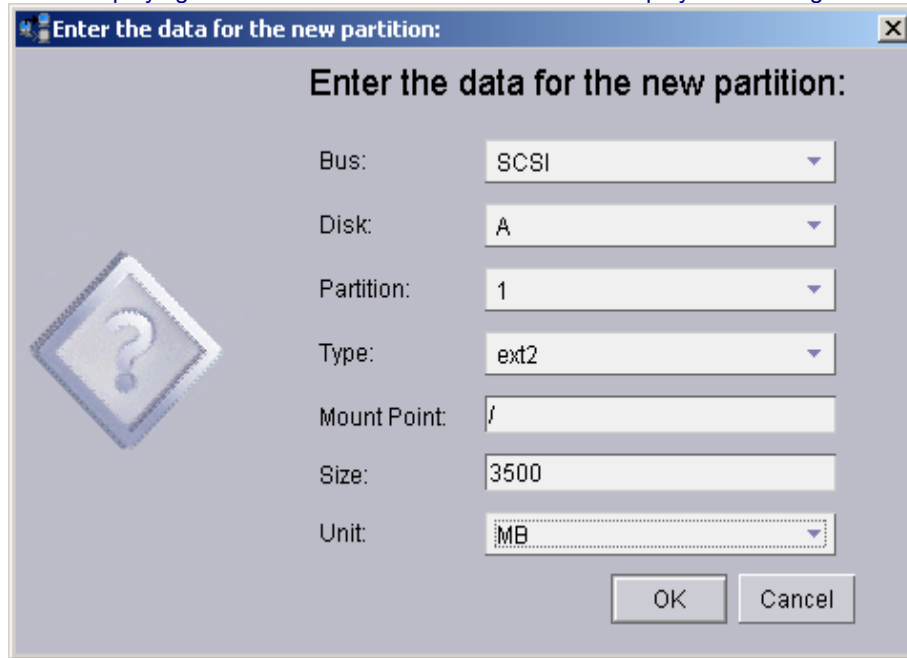 Enter the data for the new partition:
Enter the data for the new partition:
Bus: SCSI
Disk: A
Partition: 1
Type: ext2
Mount Point: /
Size: 3500
Unit: MB
OK Cancel